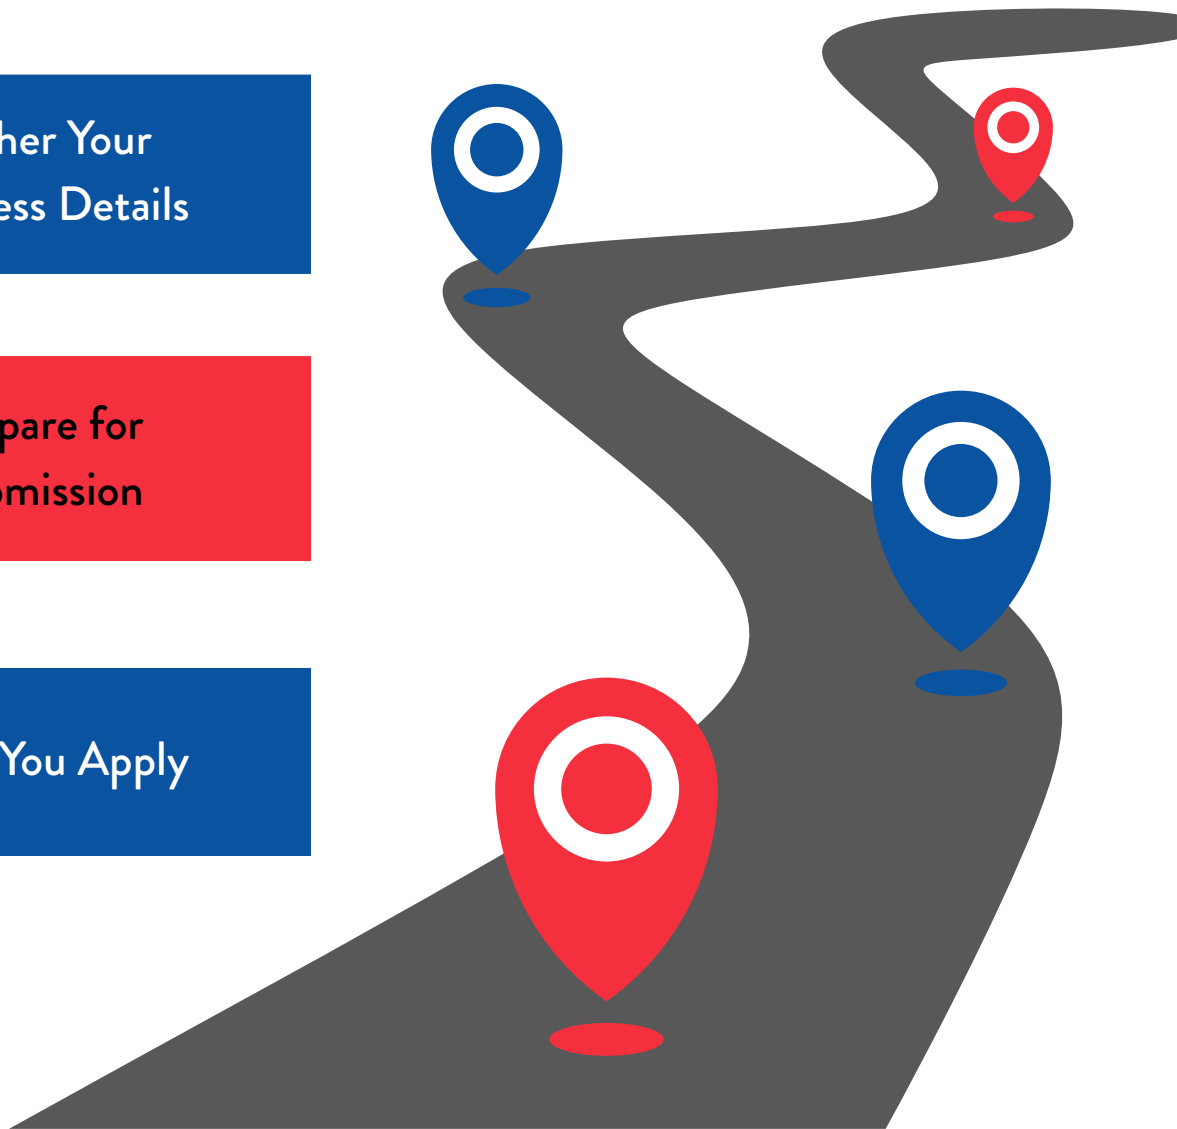 her Your
ess Details
pare for
omission
You Apply